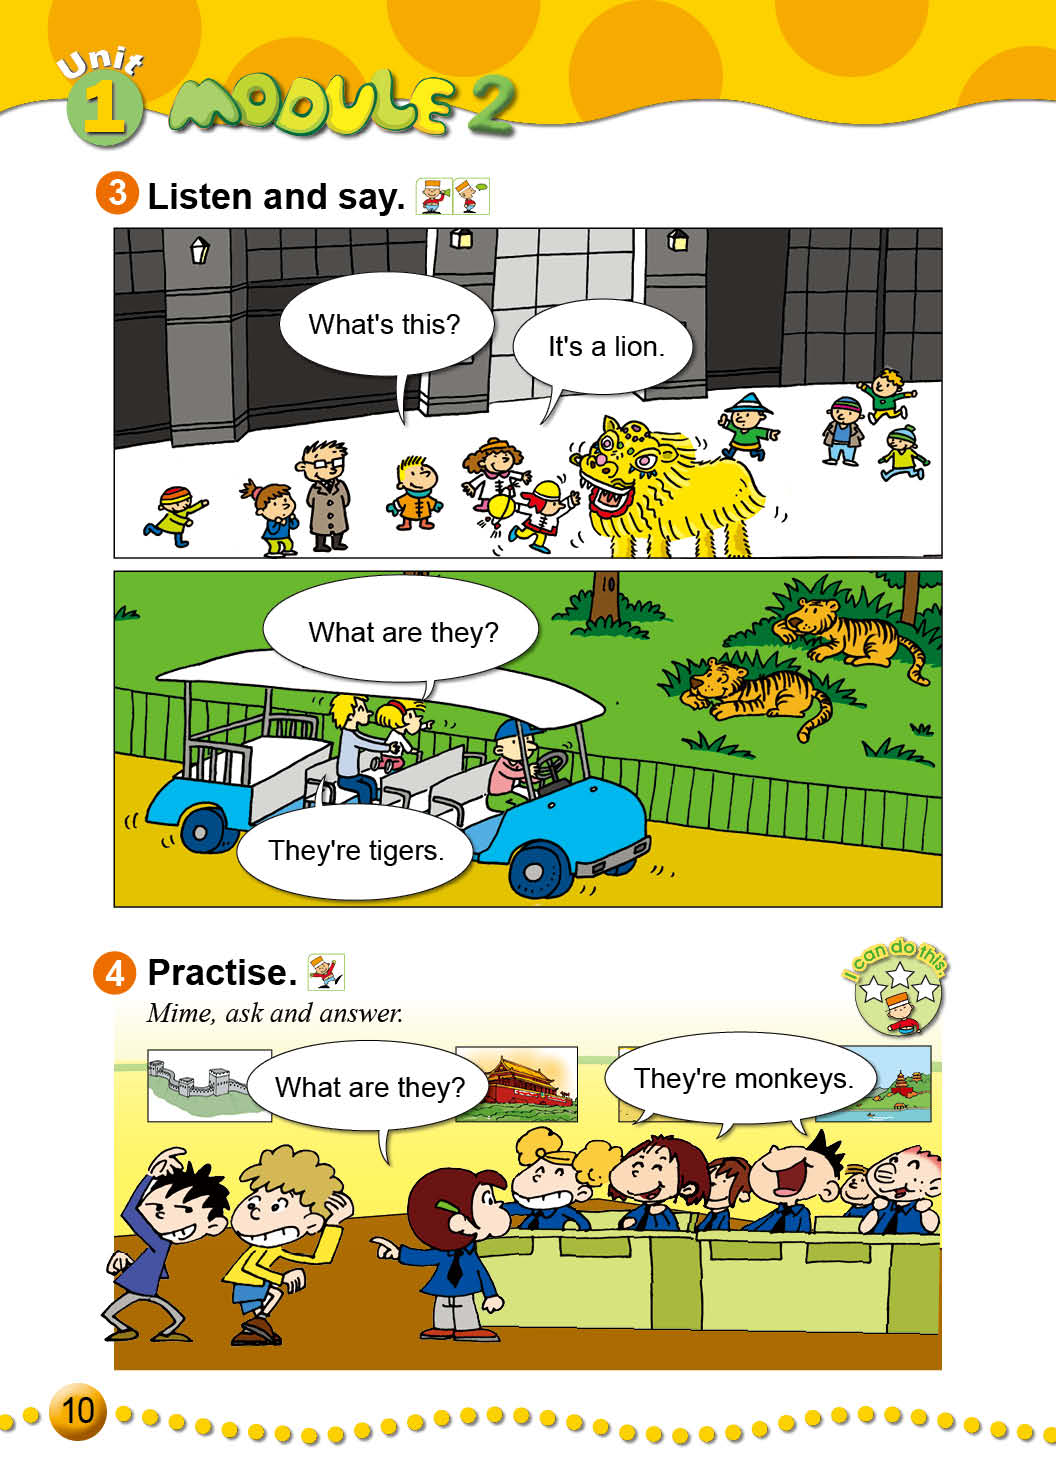 Unit
1 MODULE 2
3 Listen and say.
What's this?
It's a lion.
What are they?
They're tigers.
4 Practise.
I can do this.
Mime, ask and answer.
What are they?
They're monkeys.
10